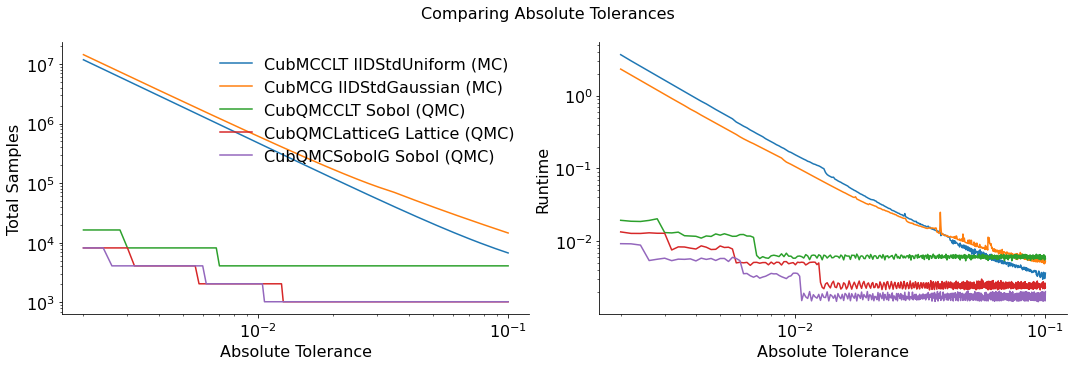 Comparing Absolute Tolerances
Total Samples
10^7
10^6
10^5
10^4
10^3
CubMCCLT IIDStdUniform (MC)
CubMCG IIDStdGaussian (MC)
CubQMCCLT Sobol (QMC)
CubQMCLatticeG Lattice (QMC)
CubQMCSobolG Sobol (QMC)
10^−2
10^−1
Absolute Tolerance
Runtime
10^0
10^−1
10^−2
10^−2
10^−1
Absolute Tolerance